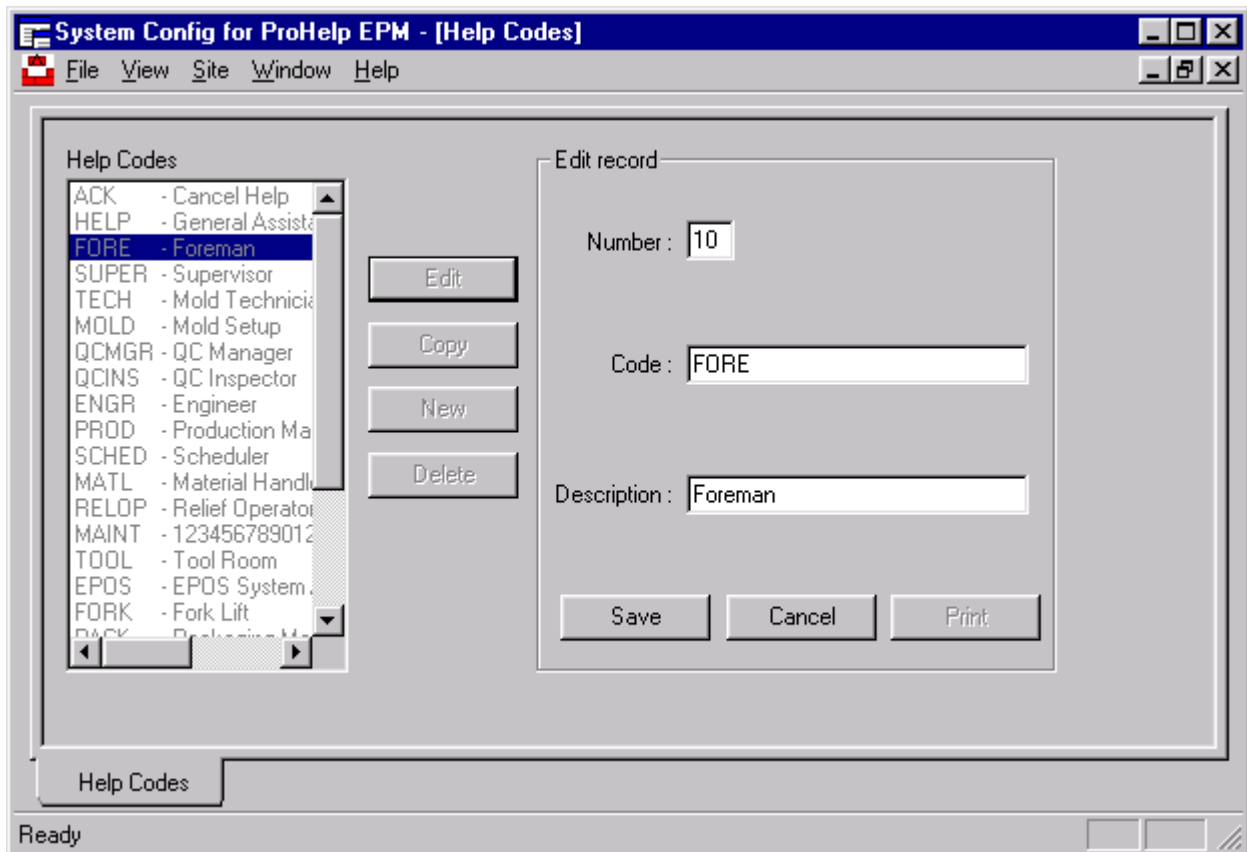 System Config for ProHelp EPM - [Help Codes]
File View Site Window Help
Help Codes
ACK - Cancel Help
HELP - General Assista
FORE - Foreman
SUPER - Supervisor
TECH - Mold Technicia
MOLD - Mold Setup
QCMGR - QC Manager
QCINS - QC Inspector
ENGR - Engineer
PROD - Production Ma
SCHED - Scheduler
MATL - Material Handl
RELOP - Relief Operator
MAINT - 123456789012
TOOL - Tool Room
EPOS - EPOS System
FORK - Fork Lift
PACK - Packaging
Edit
Copy
New
Delete
Edit record
Number : 10
Code : FORE
Description : Foreman
Save Cancel Print
Help Codes
Ready